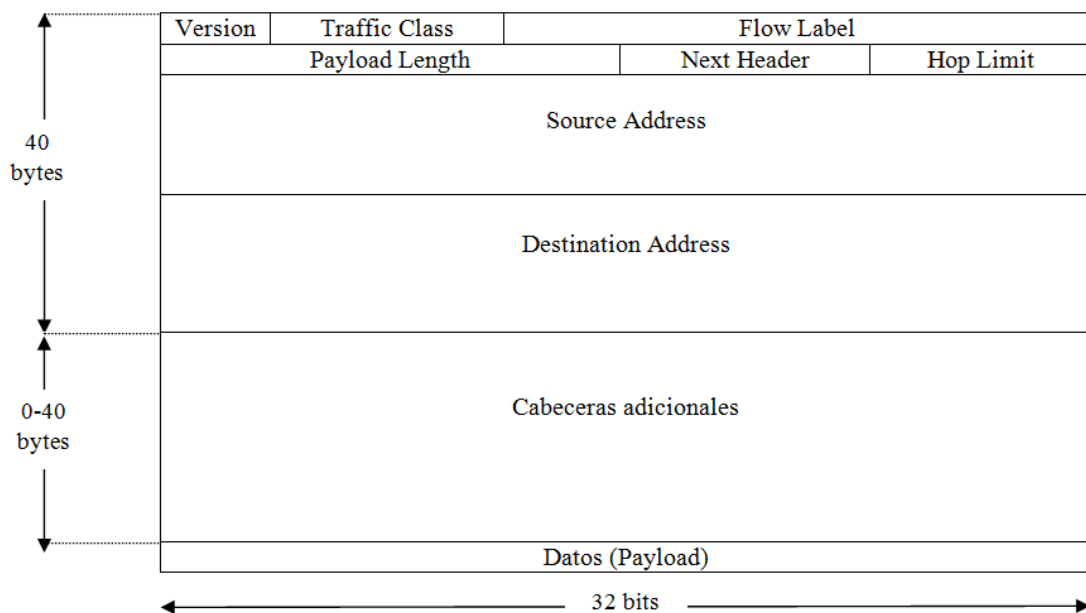 Version Traffic Class Flow Label
Payload Length Next Header Hop Limit
Source Address
40
bytes
Destination Address
Cabeceras adicionales
0-40
bytes
Datos (Payload)
32 bits